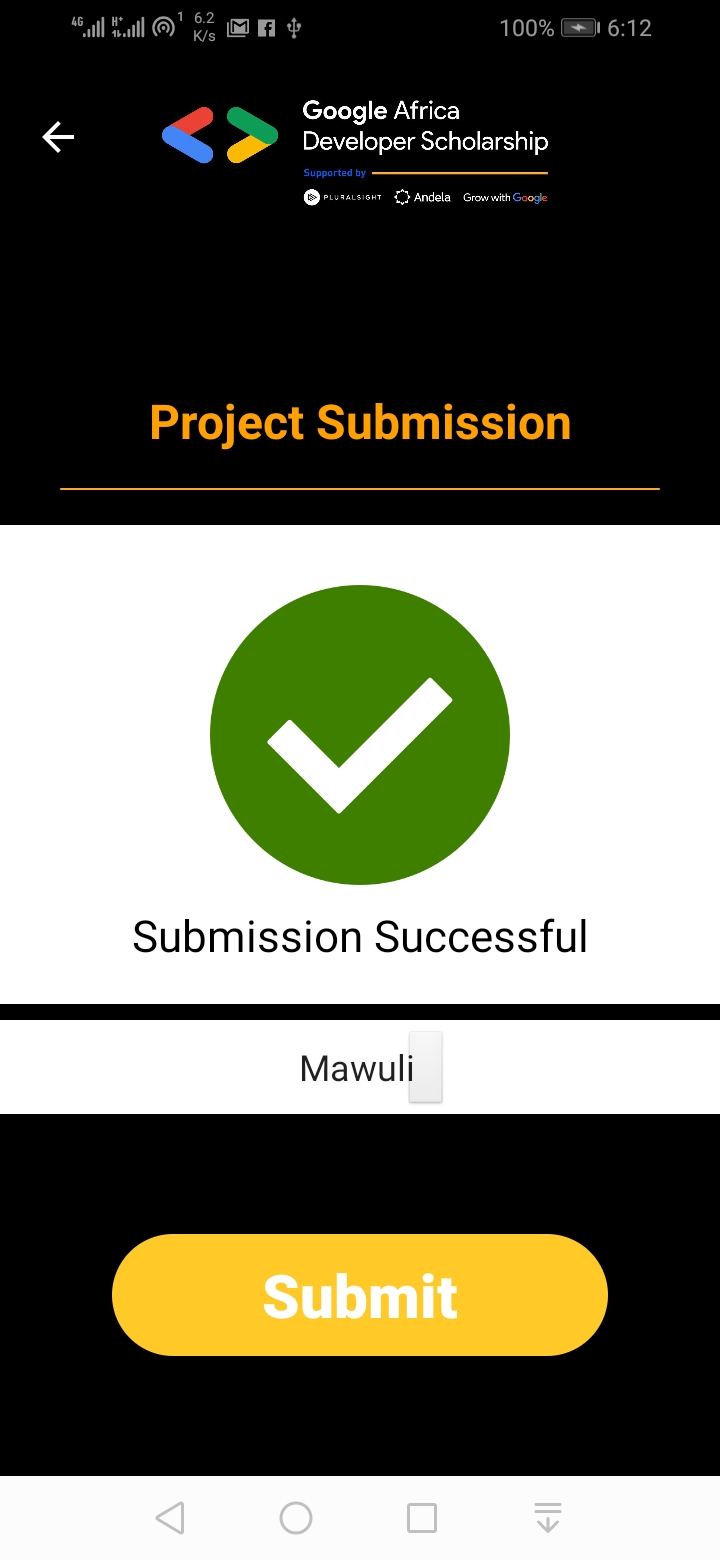 4G H+ 1 6.2 K/s 100% 6:12
Google Africa
Developer Scholarship
Supported by
PLURALSIGHT Andela Grow with Google
Project Submission
Submission Successful
Mawuli
Submit